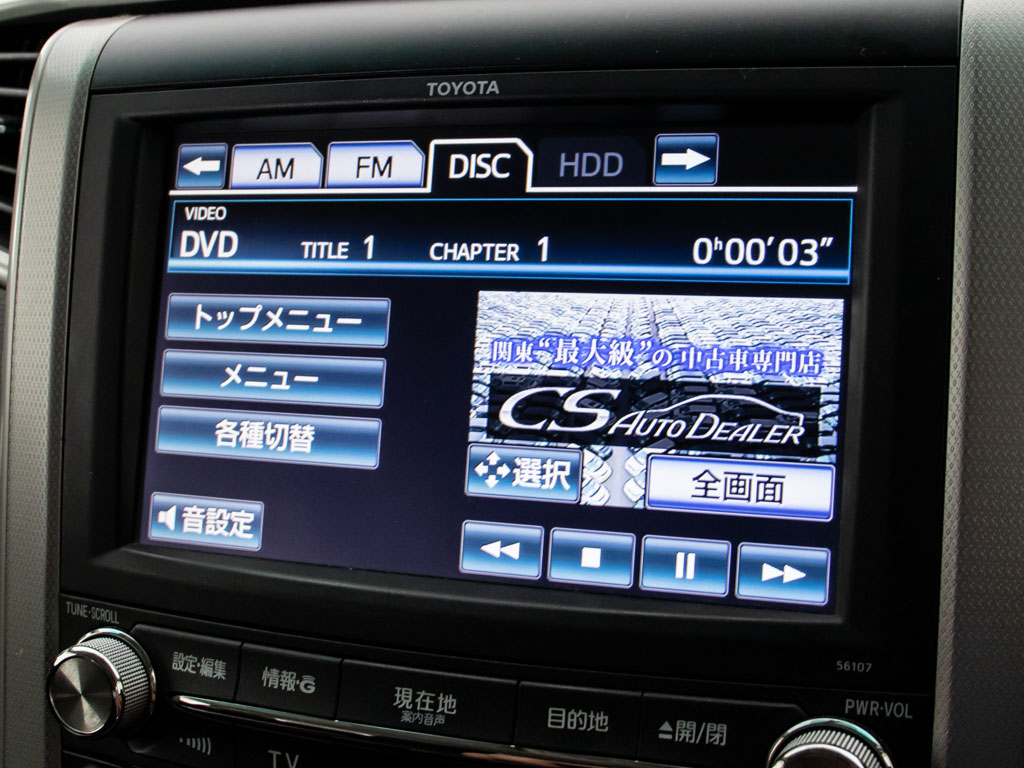 TOYOTA
AM FM DISC HDD
VIDEO
DVD TITLE 1 CHAPTER 1 0h00'03"
トップメニュー
メニュー
各種切替
音設定
関東“最大級”の中古車専門店
CS AUTO DEALER
選択
全画面
TUNE・SCROLL
56107
設定・編集
情報・G
現在地
案内音声
目的地
開/閉
PWR・VOL
TV